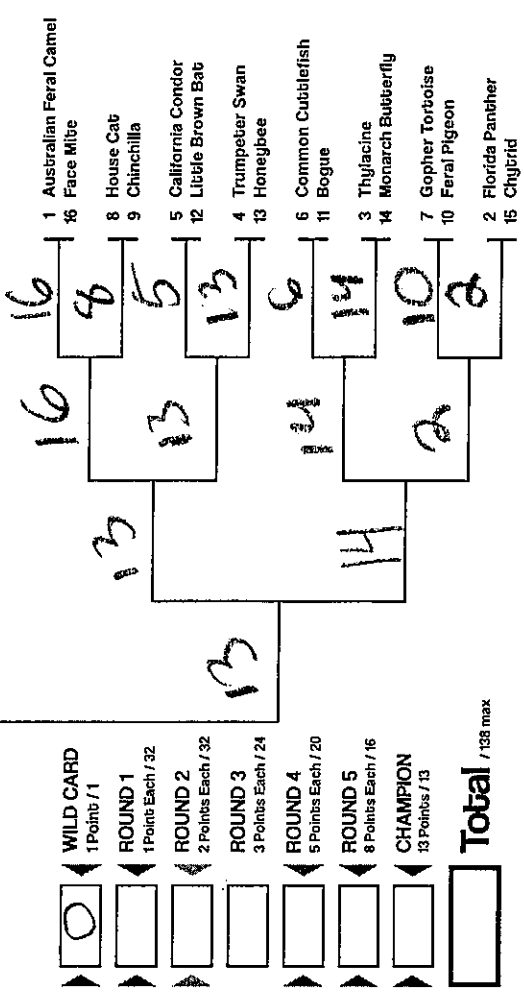 1 Australian Feral Camel
16 Face Mite
8 House Cat
9 Chinchilla
5 California Condor
12 Little Brown Bat
4 Trumpeter Swan
13 Honeybee
6 Common Cuttlefish
11 Bogue
3 Thylacine
14 Monarch Butterfly
7 Gopher Tortoise
10 Feral Pigeon
2 Florida Panther
15 Chytrid
16
8
5
13
6
14
10
2
16
13
14
2
13
14
13
WILD CARD
1 Point / 1
0
ROUND 1
1 Point Each / 32
ROUND 2
2 Points Each / 32
ROUND 3
3 Points Each / 24
ROUND 4
5 Points Each / 20
ROUND 5
8 Points Each / 16
CHAMPION
13 Points / 13
Total / 138 max